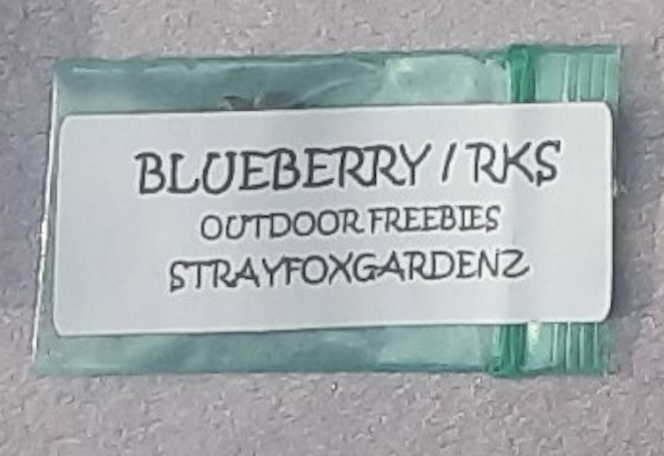 BLUEBERRY / RKS
OUTDOOR FREEBIES
STRAYFOXGARDENZ